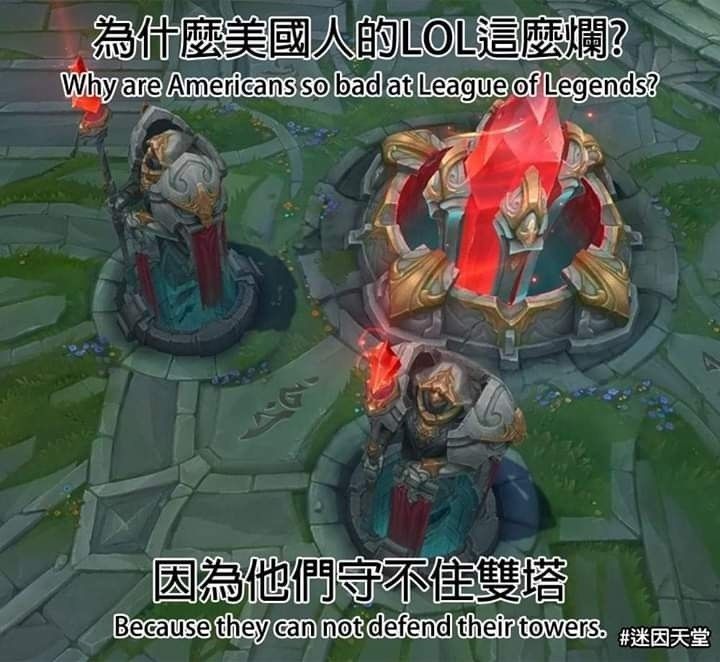 為什麼美國人的LOL這麼爛?
Why are Americans so bad at League of Legends?
因為他們守不住雙塔
Because they can not defend their towers.
#迷因天堂